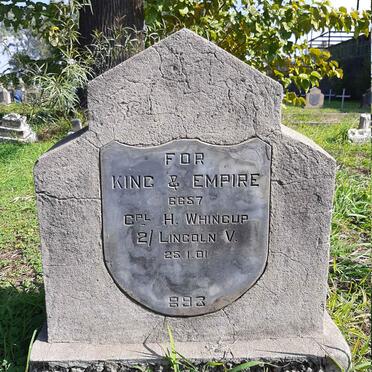 FOR
KING & EMPIRE
6657
CPL H. WHINCUP
2/ LINCOLN V.
25.1.01
893